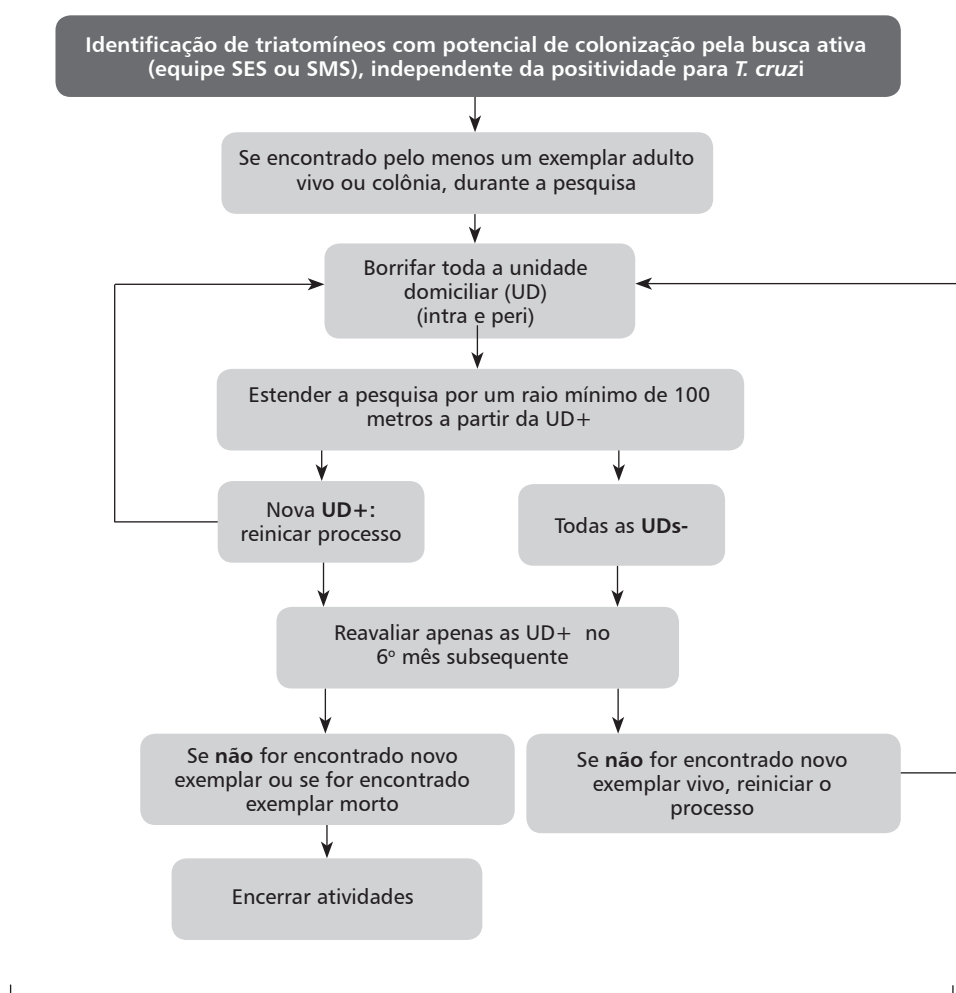 Identificação de triatomíneos com potencial de colonização pela busca ativa
(equipe SES ou SMS), independente da positividade para T. cruzi
Se encontrado pelo menos um exemplar adulto
vivo ou colônia, durante a pesquisa
Borrifar toda a unidade
domiciliar (UD)
(intra e peri)
Estender a pesquisa por um raio mínimo de 100
metros a partir da UD+
Nova UD+:
reinicar processo
Todas as UDs-
Reavaliar apenas as UD+ no
6º mês subsequente
Se não for encontrado novo
exemplar ou se for encontrado
exemplar morto
Se não for encontrado novo
exemplar vivo, reiniciar o
processo
Encerrar atividades